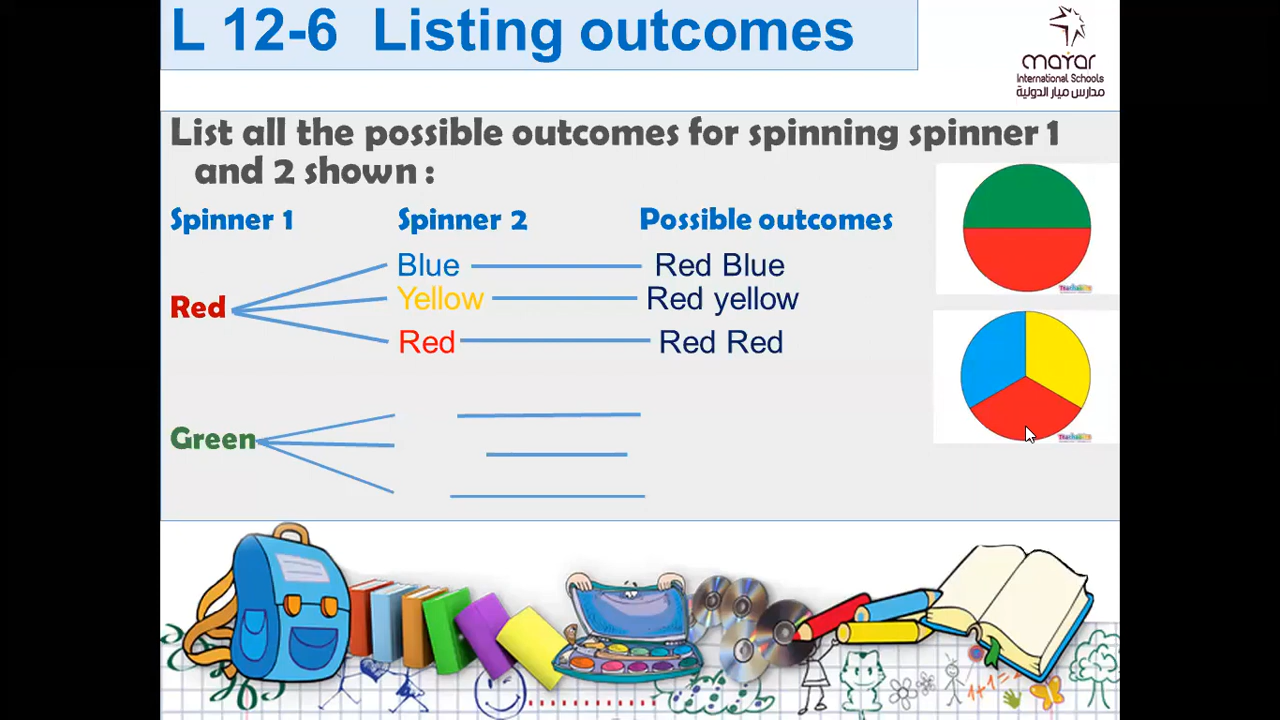 L 12-6 Listing outcomes
mayar
International Schools
مدارس ميار الدولية
List all the possible outcomes for spinning spinner 1
and 2 shown :
Spinner 1 Spinner 2 Possible outcomes
Blue Red Blue
Yellow Red yellow
Red
Red Red Red
Green
1+1=